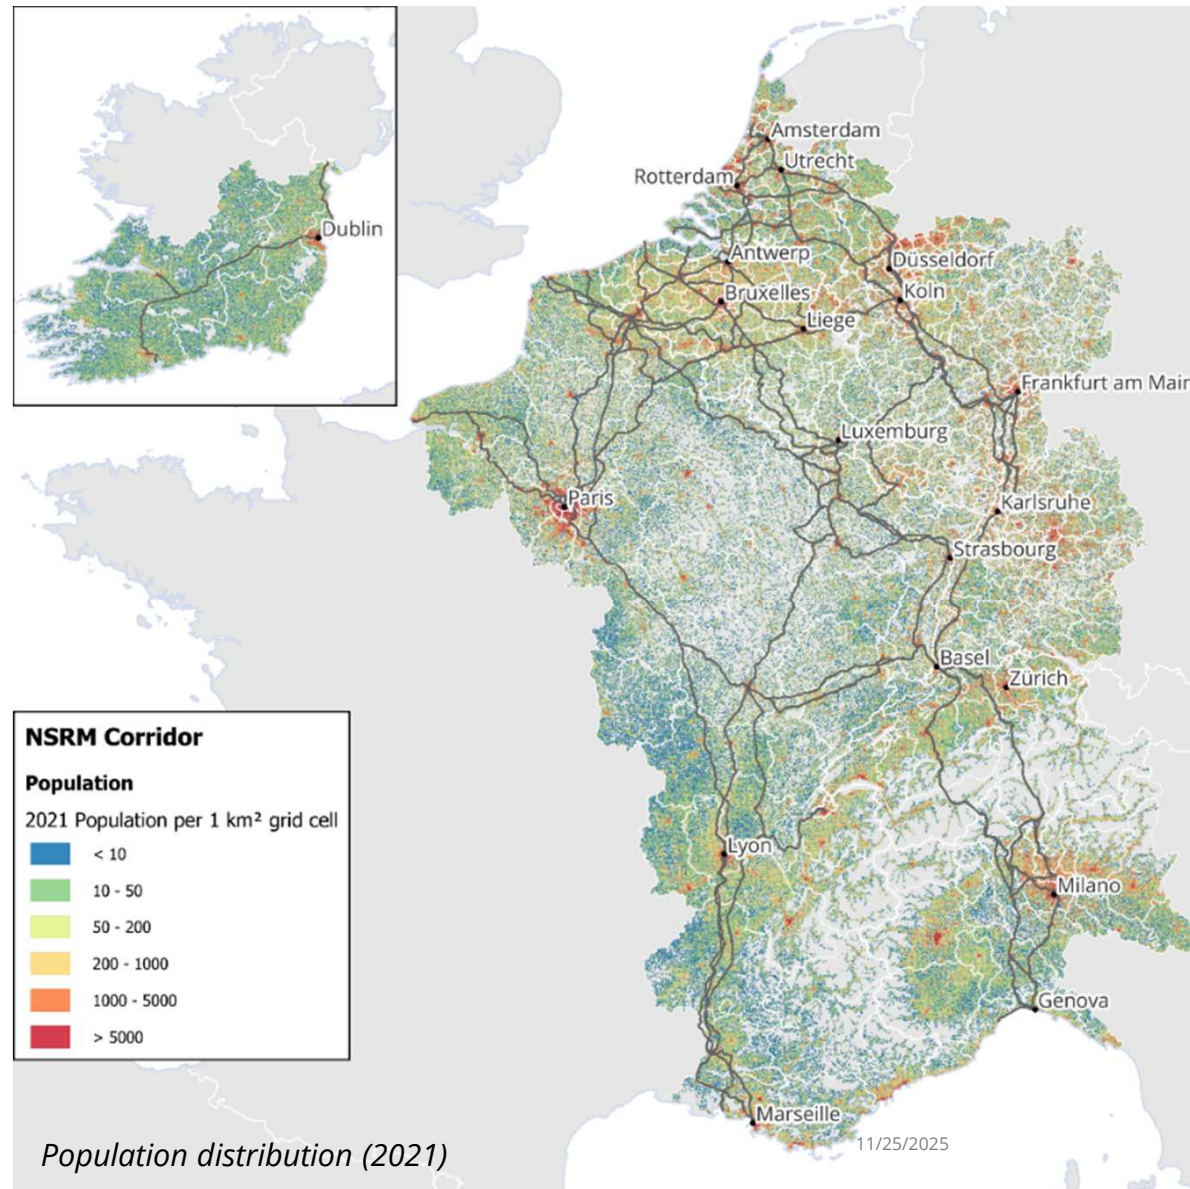 Dublin
Amsterdam
Utrecht
Rotterdam
Antwerp
Düsseldorf
Bruxelles
Köln
Liege
Frankfurt am Main
Luxemburg
Paris
Karlsruhe
Strasbourg
Basel
Zürich
NSRM Corridor
Population
2021 Population per 1 km² grid cell
< 10
10 - 50
50 - 200
200 - 1000
1000 - 5000
> 5000
Lyon
Milano
Genova
Marseille
11/25/2025
Population distribution (2021)